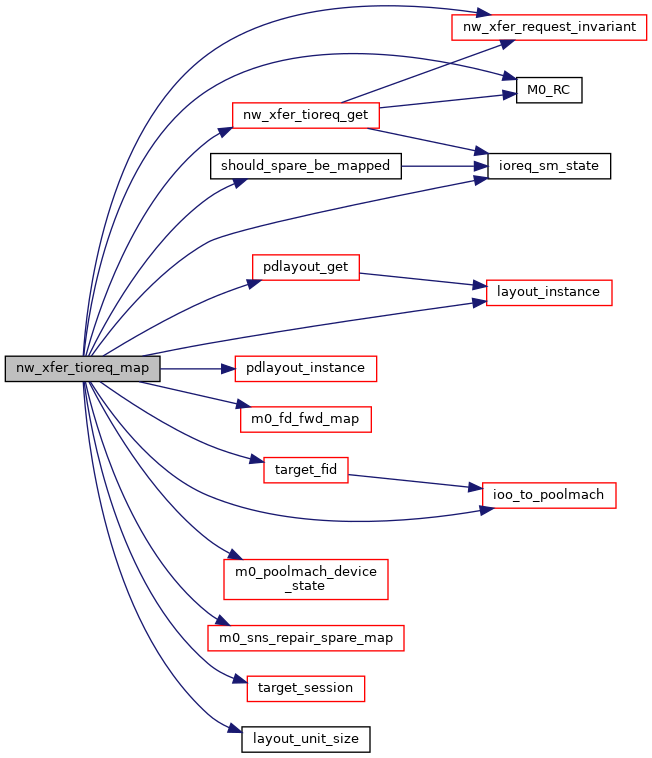 nw_xfer_request_invariant
M0_RC
nw_xfer_tioreq_get
should_spare_be_mapped
ioreq_sm_state
pdlayout_get
layout_instance
nw_xfer_tioreq_map
pdlayout_instance
m0_fd_fwd_map
target_fid
ioo_to_poolmach
m0_poolmach_device
_state
m0_sns_repair_spare_map
target_session
layout_unit_size